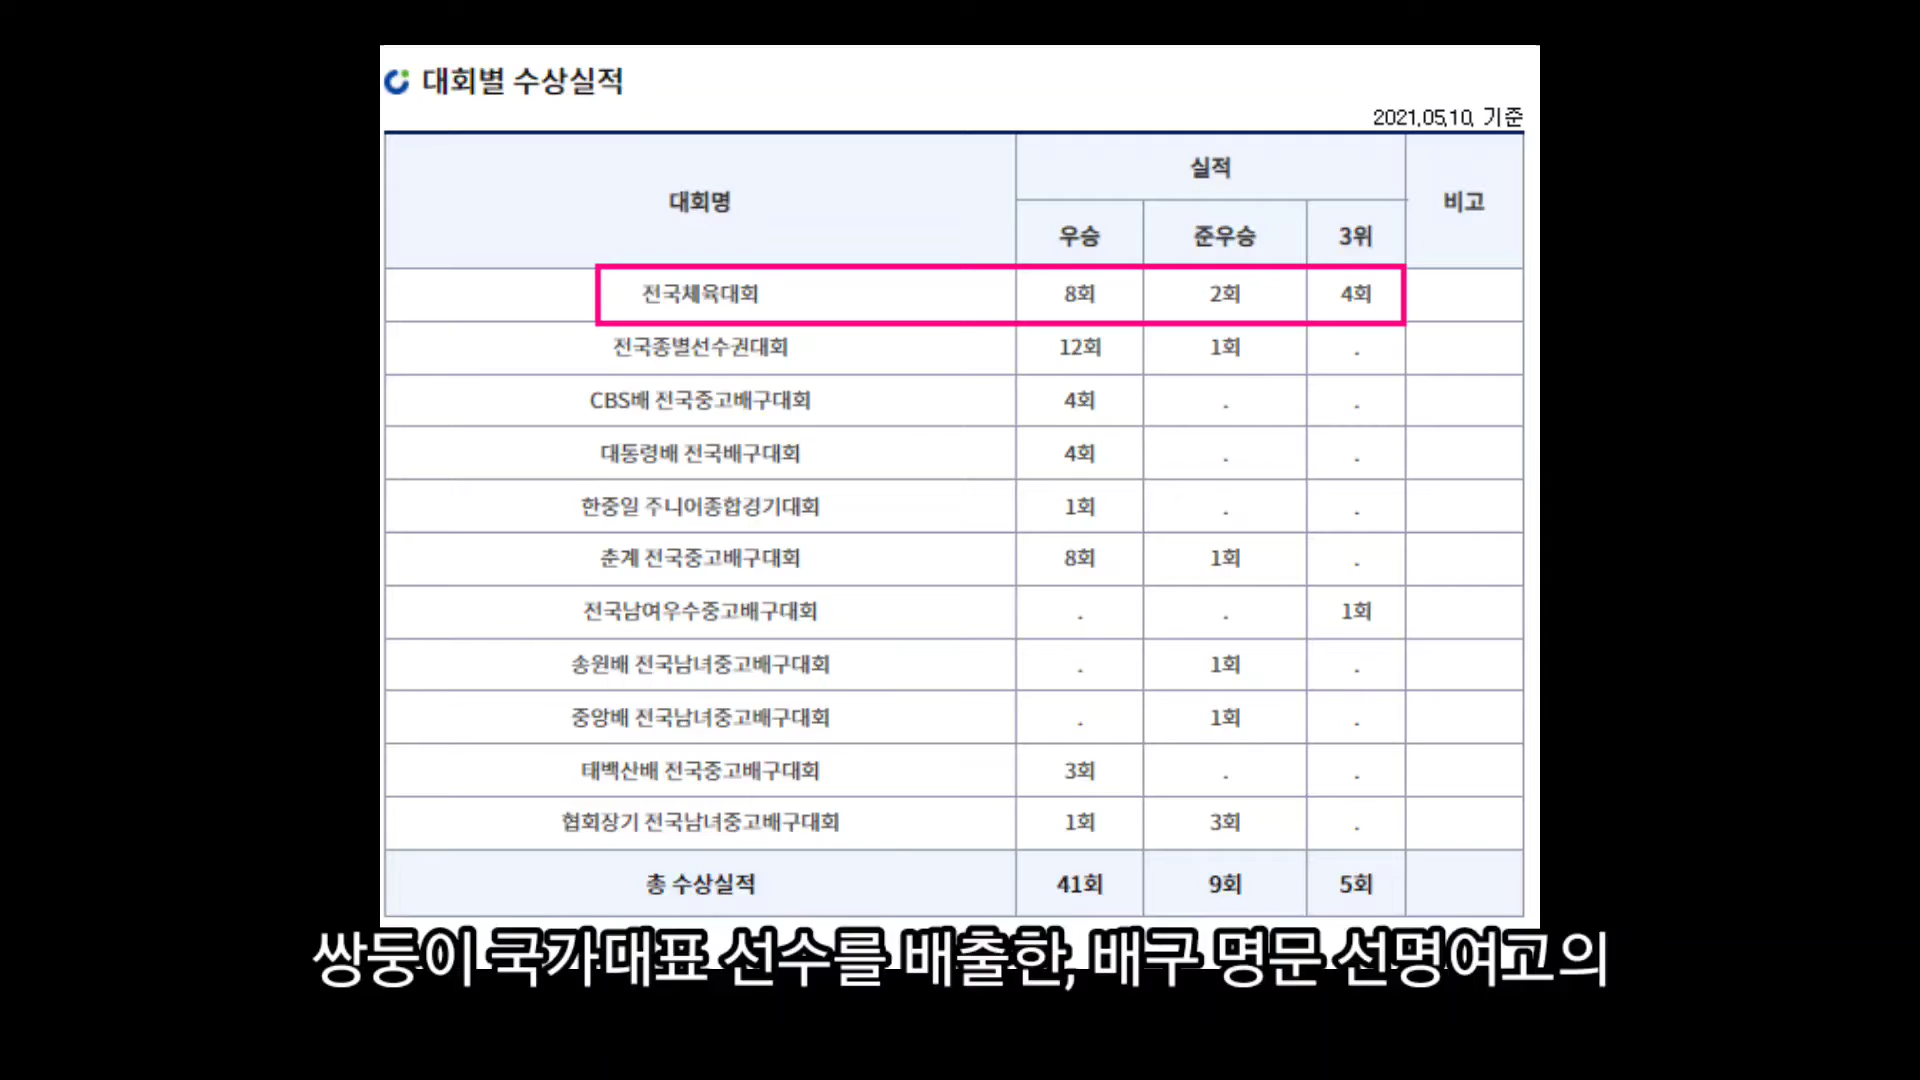 대회별 수상실적
2021.05.10. 기준
대회명 실적 비고
우승 준우승 3위
전국체육대회 8회 2회 4회
전국종별선수권대회 12회 1회 .
CBS배 전국중고배구대회 4회 . .
대통령배 전국배구대회 4회 . .
한중일 주니어종합경기대회 1회 . .
춘계 전국중고배구대회 8회 1회 .
전국남여우수중고배구대회 . . 1회
송원배 전국남녀중고배구대회 . 1회 .
중앙배 전국남녀중고배구대회 . 1회 .
태백산배 전국중고배구대회 3회 . .
협회장기 전국남녀중고배구대회 1회 3회 .
총 수상실적 41회 9회 5회
쌍둥이 국가대표 선수를 배출한, 배구 명문 선명여고의